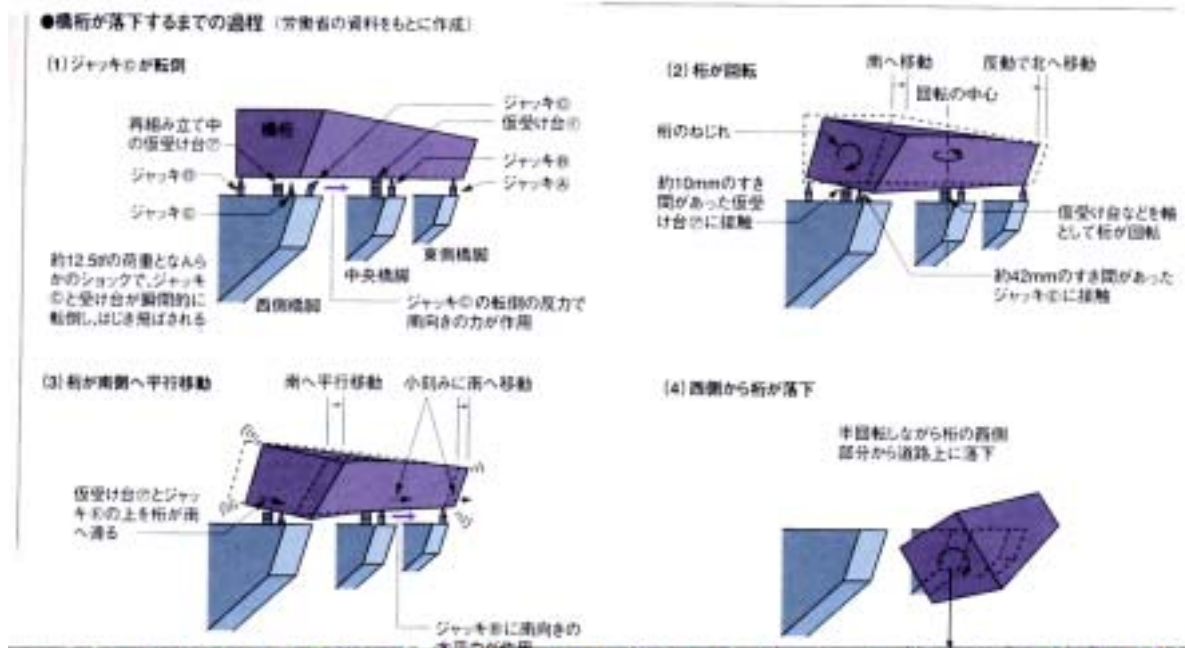 ●橋桁が落下するまでの過程（労働省の資料をもとに作成）
(1)ジャッキⒸが転倒
再組み立て中
の仮受け台㋐
橋桁
ジャッキⒸ
仮受け台
ジャッキⒷ
ジャッキⒶ
ジャッキ
ジャッキⒺ
約12.5tfの荷重となんら
かのショックで、ジャッキ
Ⓒと受け台が瞬間的に
転倒し、はじき飛ばされる
西側橋脚
中央橋脚
東側橋脚
ジャッキⒸの転倒の反力で
南向きの力が作用
(2)桁が回転
南へ移動
反動で北へ移動
回転の中心
桁のねじれ
約10mmのすき
間があった仮受
け台㋐に接触
仮受け台などを軸
として桁が回転
約42mmのすき間があった
ジャッキⒺに接触
(3)桁が南側へ平行移動
南へ平行移動
小刻みに南へ移動
仮受け台㋐とジャッ
キⒺの上を桁が南
へ滑る
ジャッキⒷに南向きの
水平力が作用
(4)西側から桁が落下
半回転しながら桁の西側
部分から道路上に落下